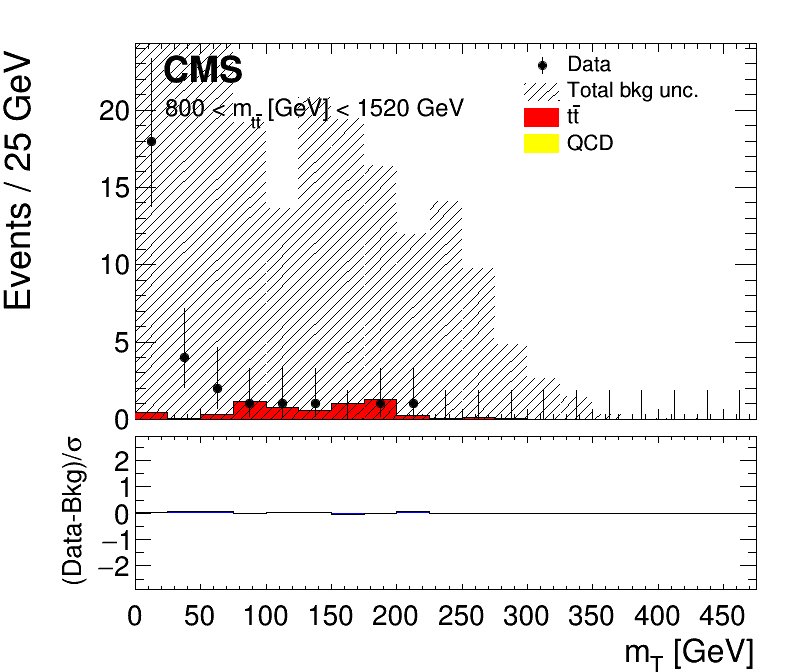 CMS
800 < m_tt̄ [GeV] < 1520 GeV
Data
Total bkg unc.
tt̄
QCD
Events / 25 GeV
20
15
10
5
0
(Data-Bkg)/σ
2
1
0
−1
−2
0 50 100 150 200 250 300 350 400 450
m_T [GeV]